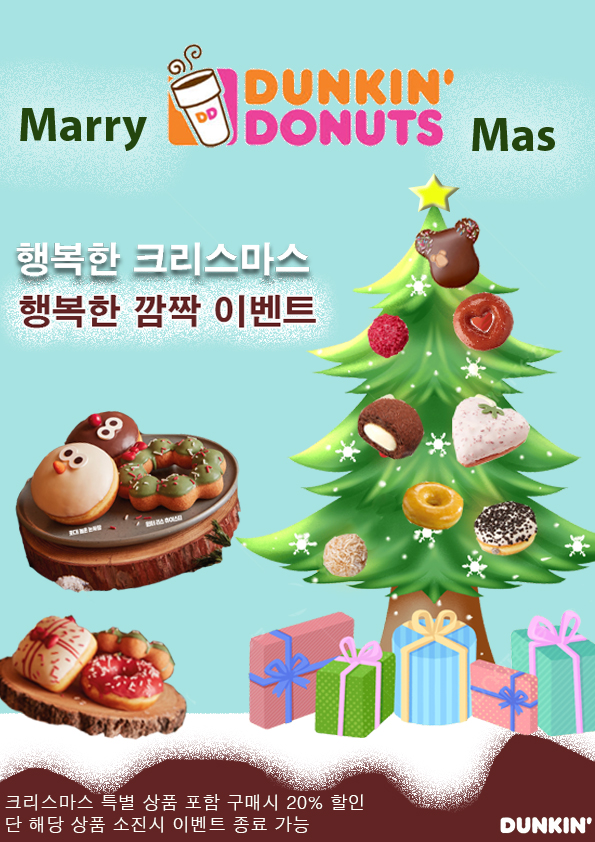 Marry
DUNKIN'
DONUTS
Mas
DD
행복한 크리스마스
행복한 깜짝 이벤트
크리스마스 특별 상품 포함 구매시 20% 할인
단 해당 상품 소진시 이벤트 종료 가능
DUNKIN'